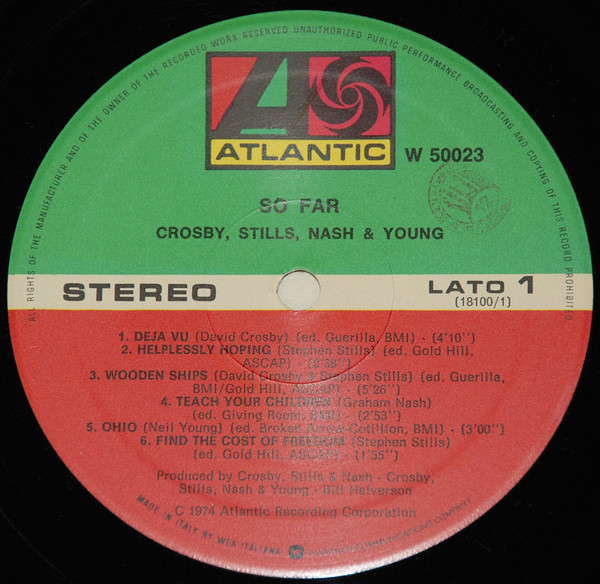 ALL RIGHTS OF THE MANUFACTURER AND OF THE OWNER OF THE RECORDED WORK RESERVED UNAUTHORIZED PUBLIC PERFORMANCE BROADCASTING AND COPYING OF THIS RECORD PROHIBITED
ATLANTIC
W 50023
SO FAR
CROSBY, STILLS, NASH & YOUNG
STEREO
LATO 1
(18100/1)
1. DEJA VU (David Crosby) (ed. Guerilla, BMI) - (4'10")
2. HELPLESSLY HOPING (Stephen Stills) (ed. Gold Hill,
ASCAP) - (2'38")
3. WOODEN SHIPS (David Crosby & Stephen Stills) (ed. Guerilla,
BMI/Gold Hill, ASCAP) - (5'26")
4. TEACH YOUR CHILDREN (Graham Nash)
(ed. Giving Room, BMI) - (2'53")
5. OHIO (Neil Young) (ed. Broken Arrow-Cotillion, BMI) - (3'00")
6. FIND THE COST OF FREEDOM (Stephen Stills)
(ed. Gold Hill, ASCAP) - (1'55")
Produced by Crosby, Stills & Nash - Crosby,
Stills, Nash & Young - Bill Helverson
© 1974 Atlantic Recording Corporation
MADE IN ITALY BY WEA ITALIANA
COMMUNICATIONS COMPANY